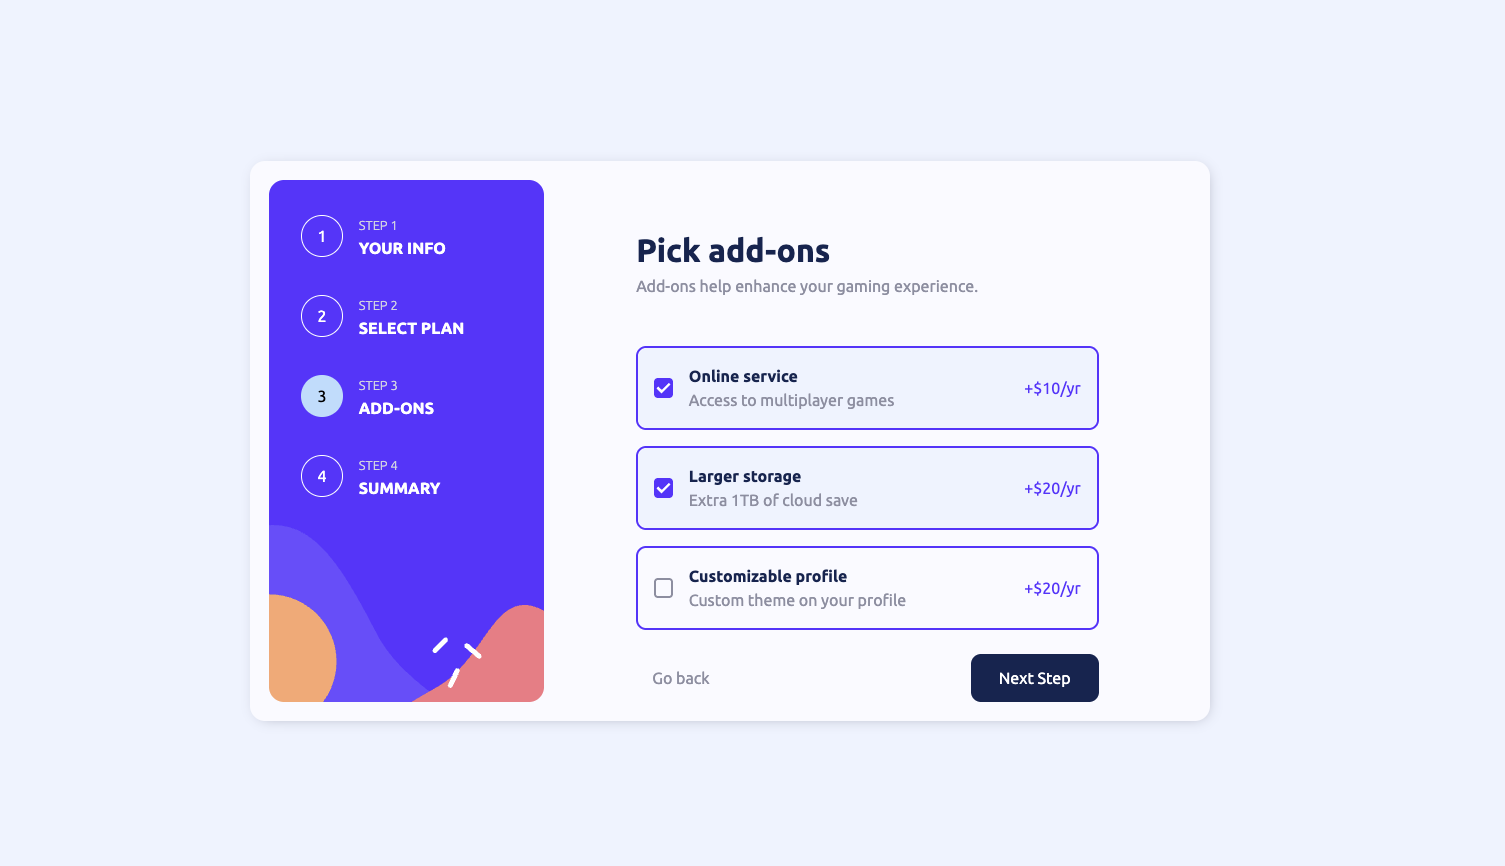 1
STEP 1
YOUR INFO
2
STEP 2
SELECT PLAN
3
STEP 3
ADD-ONS
4
STEP 4
SUMMARY
Pick add-ons
Add-ons help enhance your gaming experience.
Online service
Access to multiplayer games
+$10/yr
Larger storage
Extra 1TB of cloud save
+$20/yr
Customizable profile
Custom theme on your profile
+$20/yr
Go back
Next Step